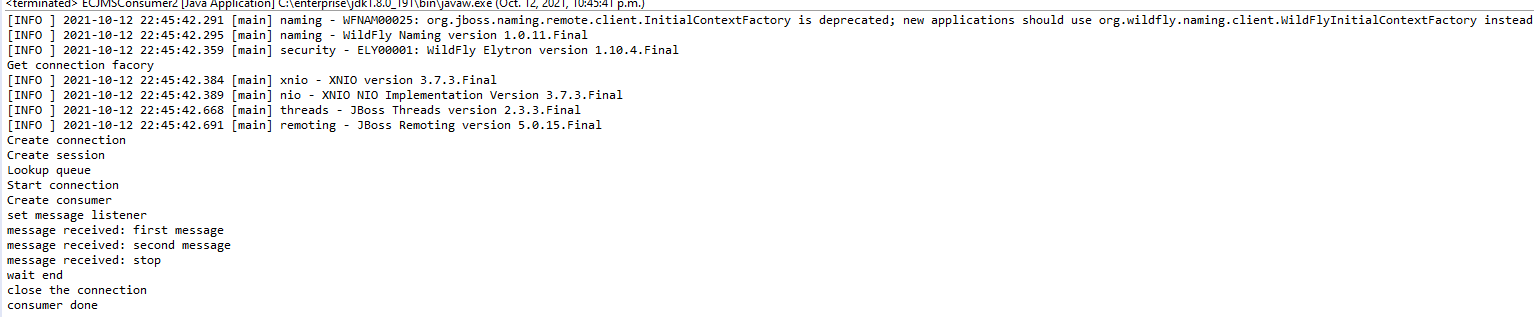 <terminated> ECJMSConsumer2 [Java Application] C:\enterprise\jdk1.8.0_191\bin\javaw.exe (Oct. 12, 2021, 10:45:41 p.m.)
[INFO ] 2021-10-12 22:45:42.291 [main] naming - WFNAM00025: org.jboss.naming.remote.client.InitialContextFactory is deprecated; new applications should use org.wildfly.naming.client.WildFlyInitialContextFactory instead
[INFO ] 2021-10-12 22:45:42.295 [main] naming - WildFly Naming version 1.0.11.Final
[INFO ] 2021-10-12 22:45:42.359 [main] security - ELY00001: WildFly Elytron version 1.10.4.Final
Get connection facory
[INFO ] 2021-10-12 22:45:42.384 [main] xnio - XNIO version 3.7.3.Final
[INFO ] 2021-10-12 22:45:42.389 [main] nio - XNIO NIO Implementation Version 3.7.3.Final
[INFO ] 2021-10-12 22:45:42.668 [main] threads - JBoss Threads version 2.3.3.Final
[INFO ] 2021-10-12 22:45:42.691 [main] remoting - JBoss Remoting version 5.0.15.Final
Create connection
Create session
Lookup queue
Start connection
Create consumer
set message listener
message received: first message
message received: second message
message received: stop
wait end
close the connection
consumer done